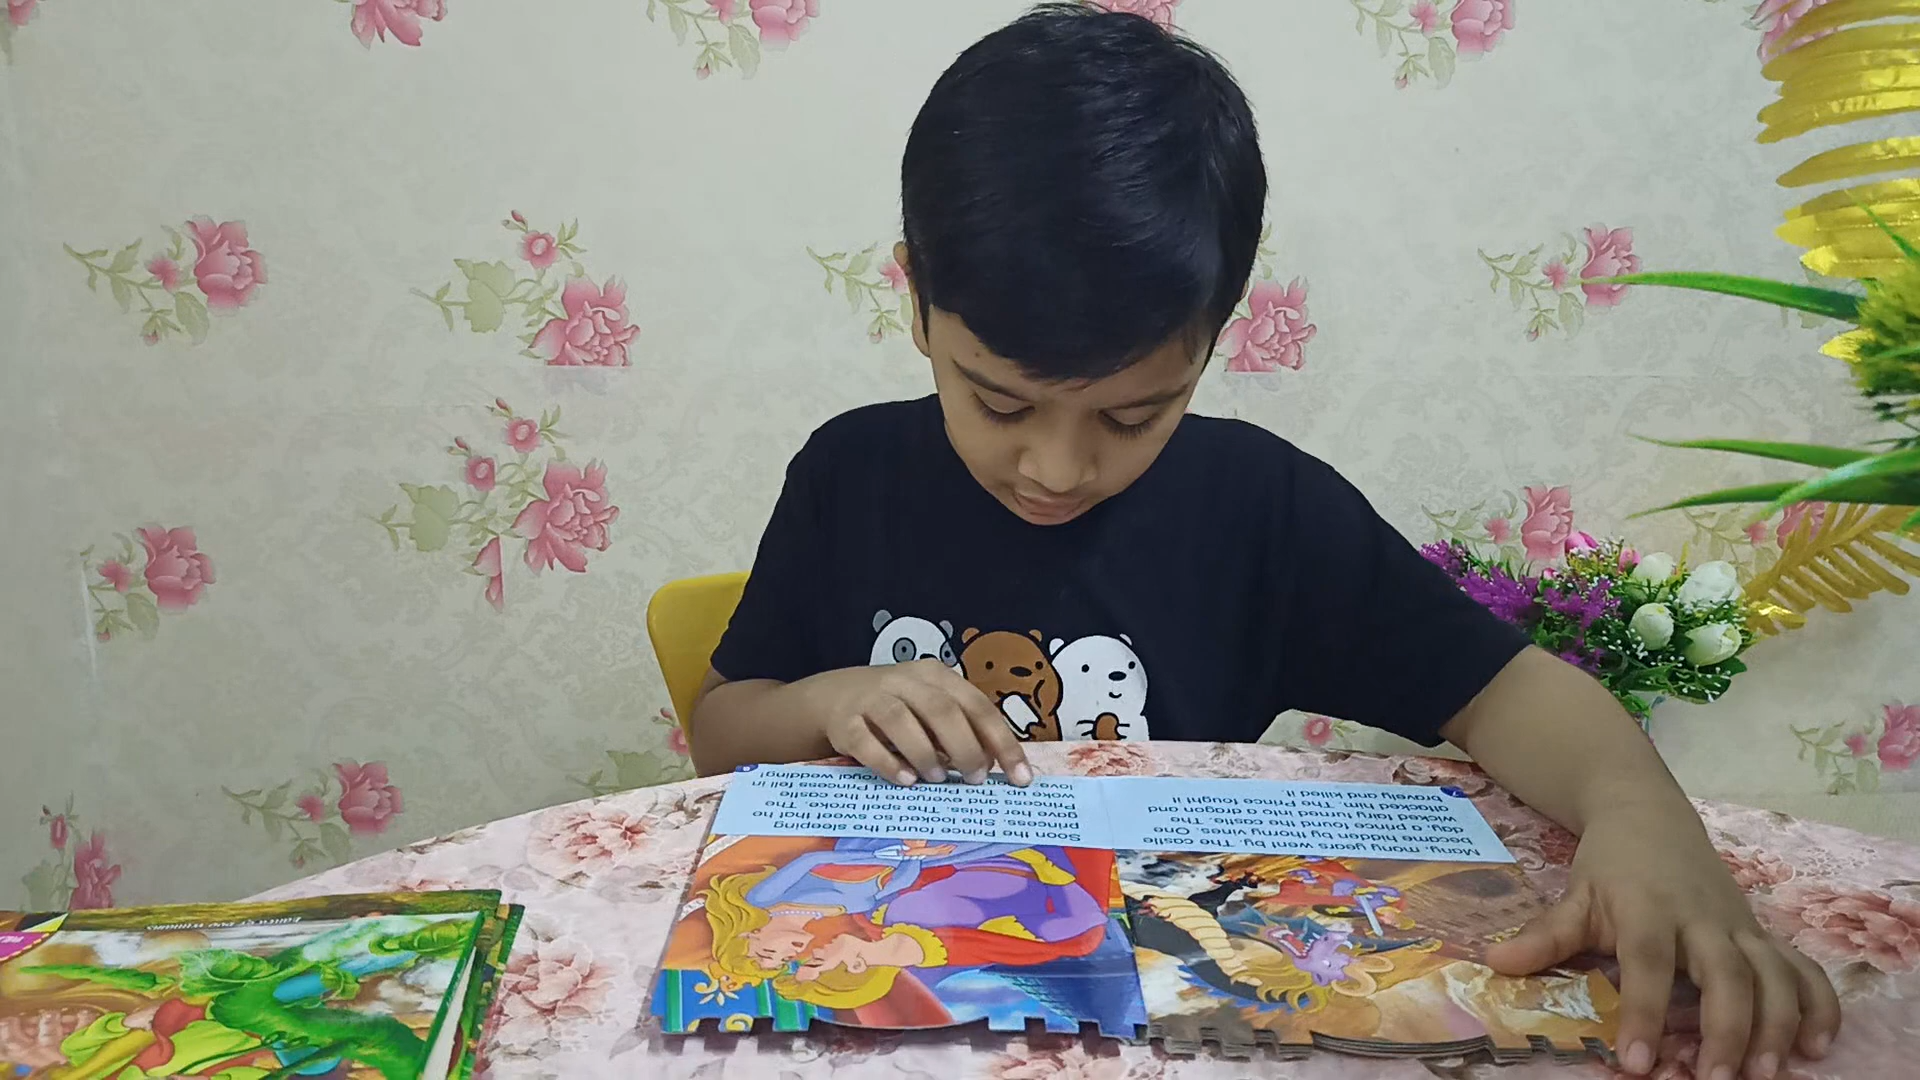 Many, many years went by. The castle
became hidden by thorny vines. One
day, a prince found the castle. The
wicked fairy turned into a dragon and
attacked him. The Prince fought it
bravely and killed it.
7
Soon the Prince found the sleeping
princess. She looked so sweet that he
gave her a kiss. The spell broke. The
Princess and everyone in the castle
woke up. The Prince and Princess fell in
love. royal wedding!
8